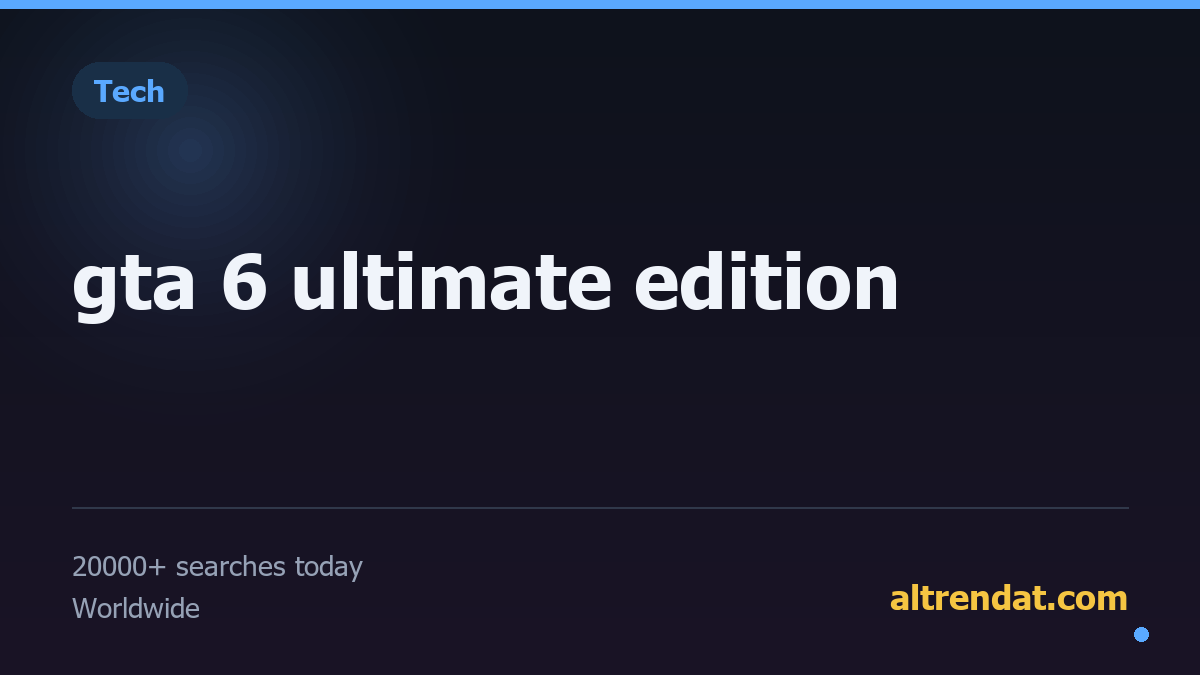 Tech
gta 6 ultimate edition
20000+ searches today
Worldwide
altrendat.com